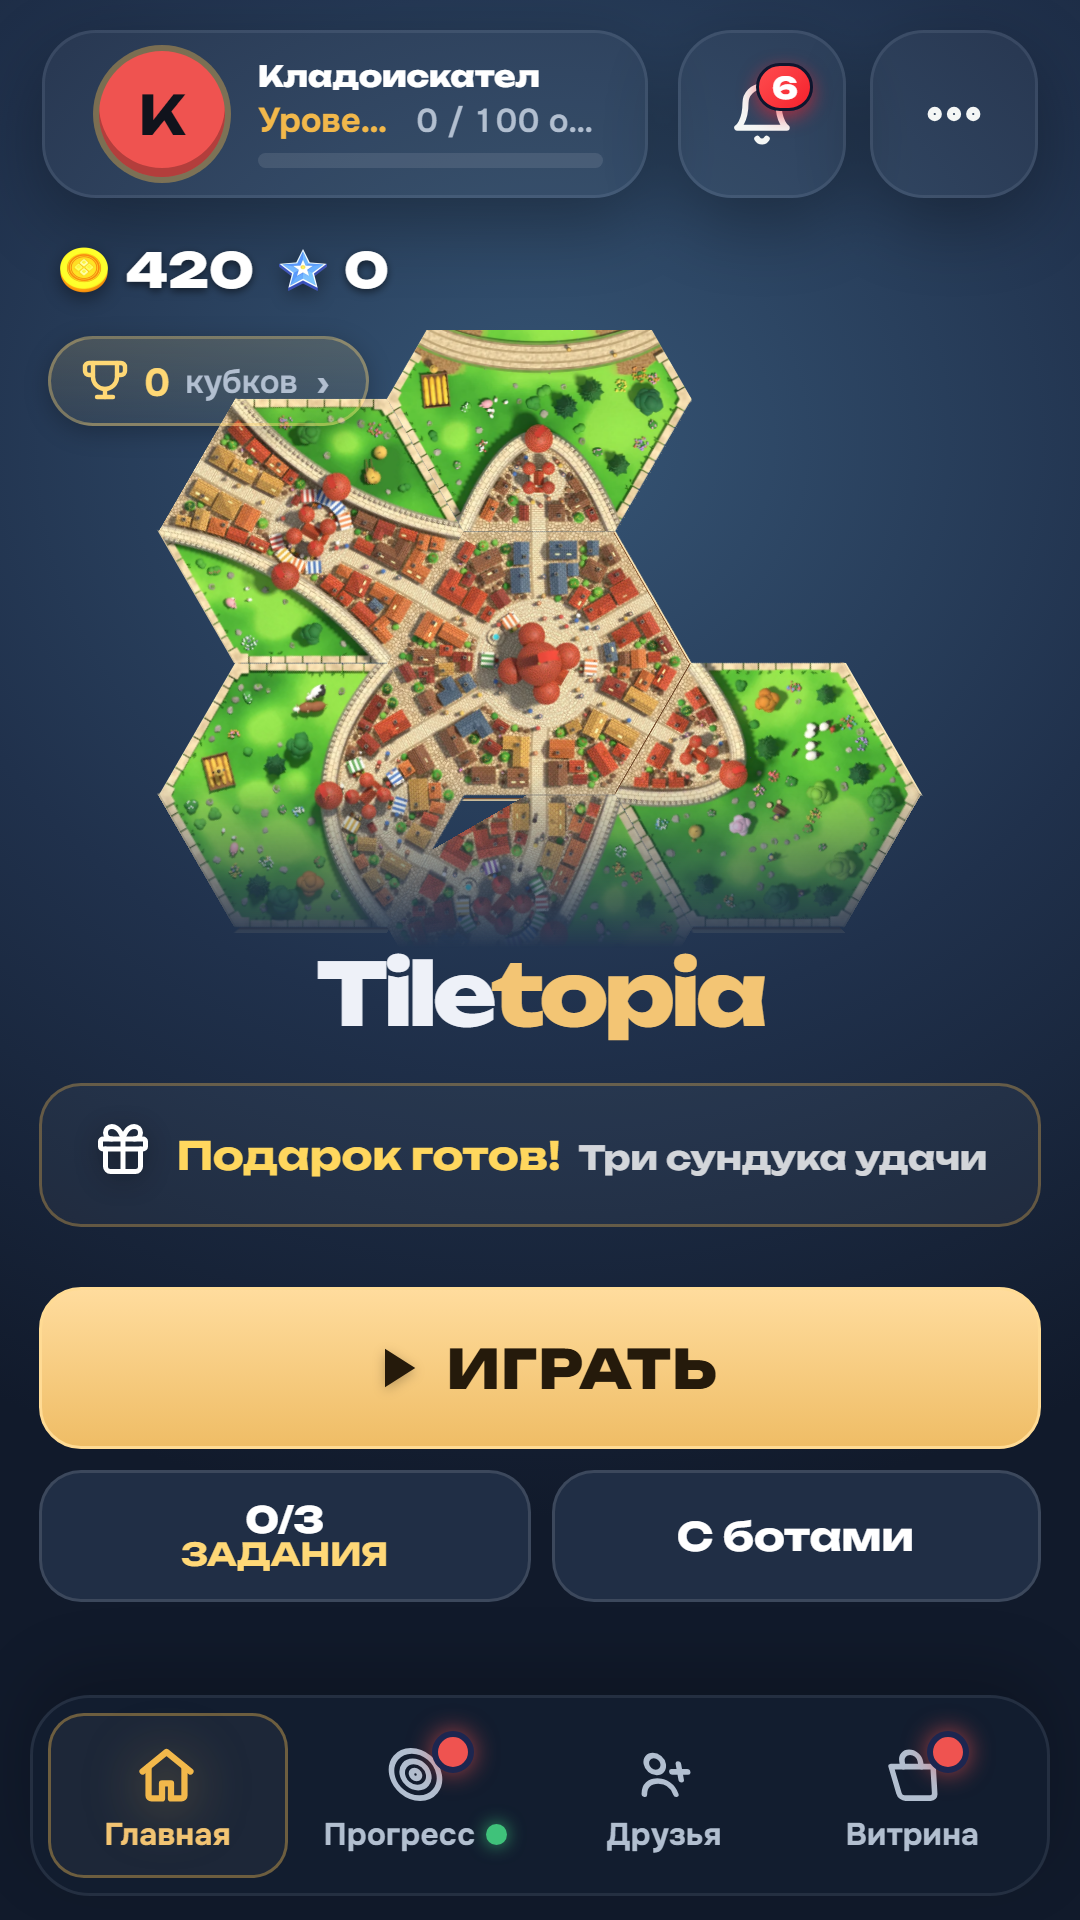 К
Кладоискател
Урове... 0 / 100 о...
6
420 0
0 кубков ›
Tiletopia
Подарок готов! Три сундука удачи
ИГРАТЬ
0/3
ЗАДАНИЯ
С ботами
Главная
Прогресс
Друзья
Витрина